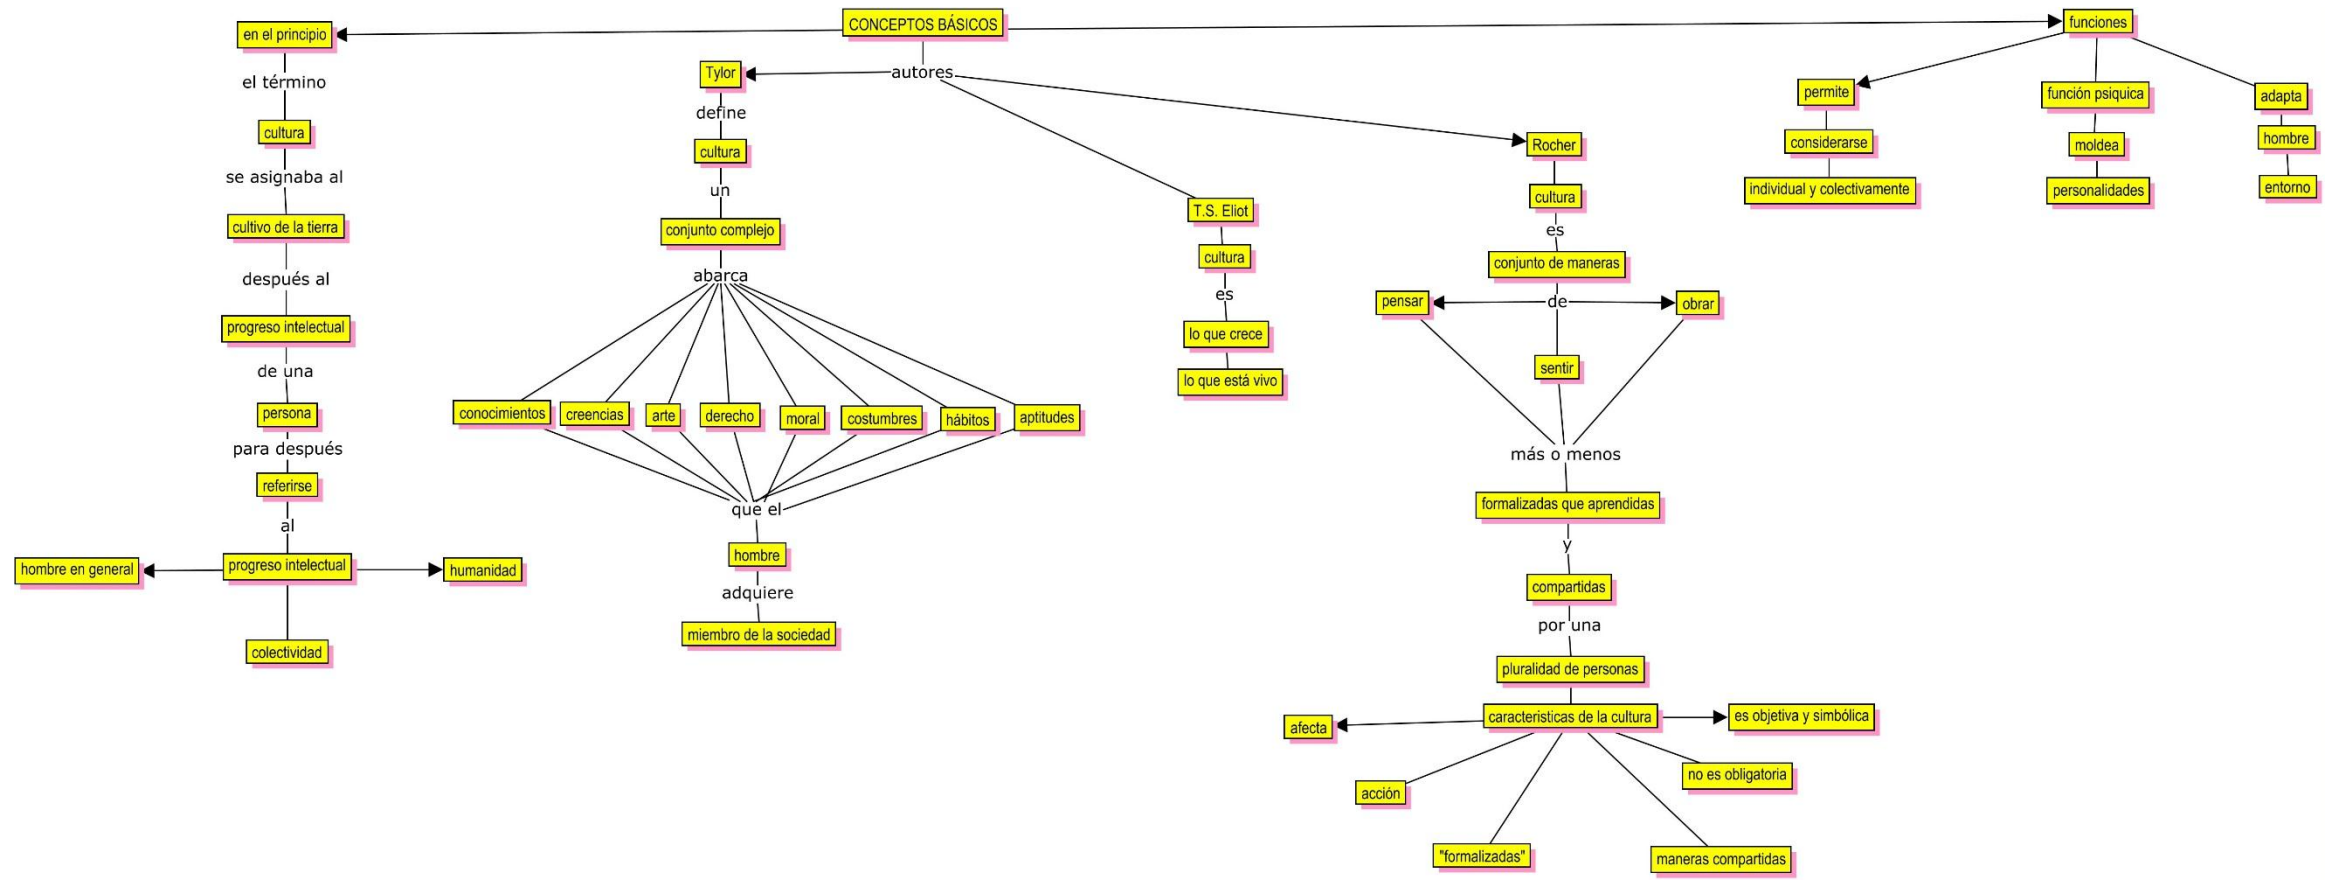 CONCEPTOS BÁSICOS
en el principio
el término
cultura
se asignaba al
cultivo de la tierra
después al
progreso intelectual
de una
persona
para después
referirse
al
progreso intelectual
hombre en general
humanidad
colectividad
autores
Tylor
define
cultura
un
conjunto complejo
abarca
conocimientos
creencias
arte
derecho
moral
costumbres
hábitos
aptitudes
que el
hombre
adquiere
miembro de la sociedad
T.S. Eliot
cultura
es
lo que crece
lo que está vivo
Rocher
cultura
es
conjunto de maneras
de
pensar
obrar
sentir
más o menos
formalizadas que aprendidas
y
compartidas
por una
pluralidad de personas
caracteristicas de la cultura
afecta
es objetiva y simbólica
acción
no es obligatoria
"formalizadas"
maneras compartidas
funciones
permite
considerarse
individual y colectivamente
función psiquica
moldea
personalidades
adapta
hombre
entorno